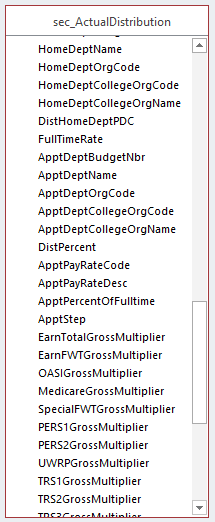 sec_ActualDistribution
HomeDeptName
HomeDeptOrgCode
HomeDeptCollegeOrgCode
HomeDeptCollegeOrgName
DistHomeDeptPDC
FullTimeRate
ApptDeptBudgetNbr
ApptDeptName
ApptDeptOrgCode
ApptDeptCollegeOrgCode
ApptDeptCollegeOrgName
DistPercent
ApptPayRateCode
ApptPayRateDesc
ApptPercentOfFulltime
ApptStep
EarnTotalGrossMultiplier
EarnFWTGrossMultiplier
OASIGrossMultiplier
MedicareGrossMultiplier
SpecialFWTGrossMultiplier
PERS1GrossMultiplier
PERS2GrossMultiplier
UWRPGrossMultiplier
TRS1GrossMultiplier
TRS2GrossMultiplier
TRS3GrossMultiplier